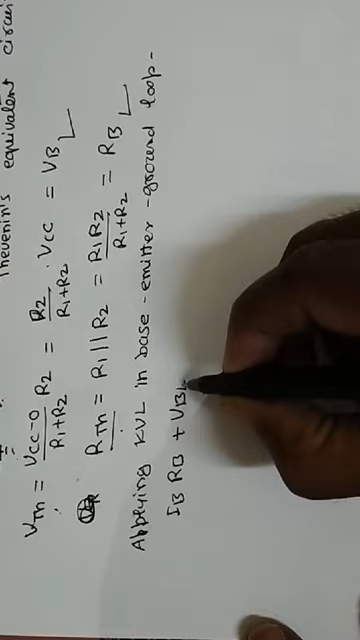 Thevenin's equivalent circui
VTh = VCC-0/R1+R2 R2 = R2/R1+R2 . VCC = VB
RTh = R1 || R2 = R1R2/R1+R2 = RB
Applying KVL in base-emitter-ground loop-
IB RB + VB